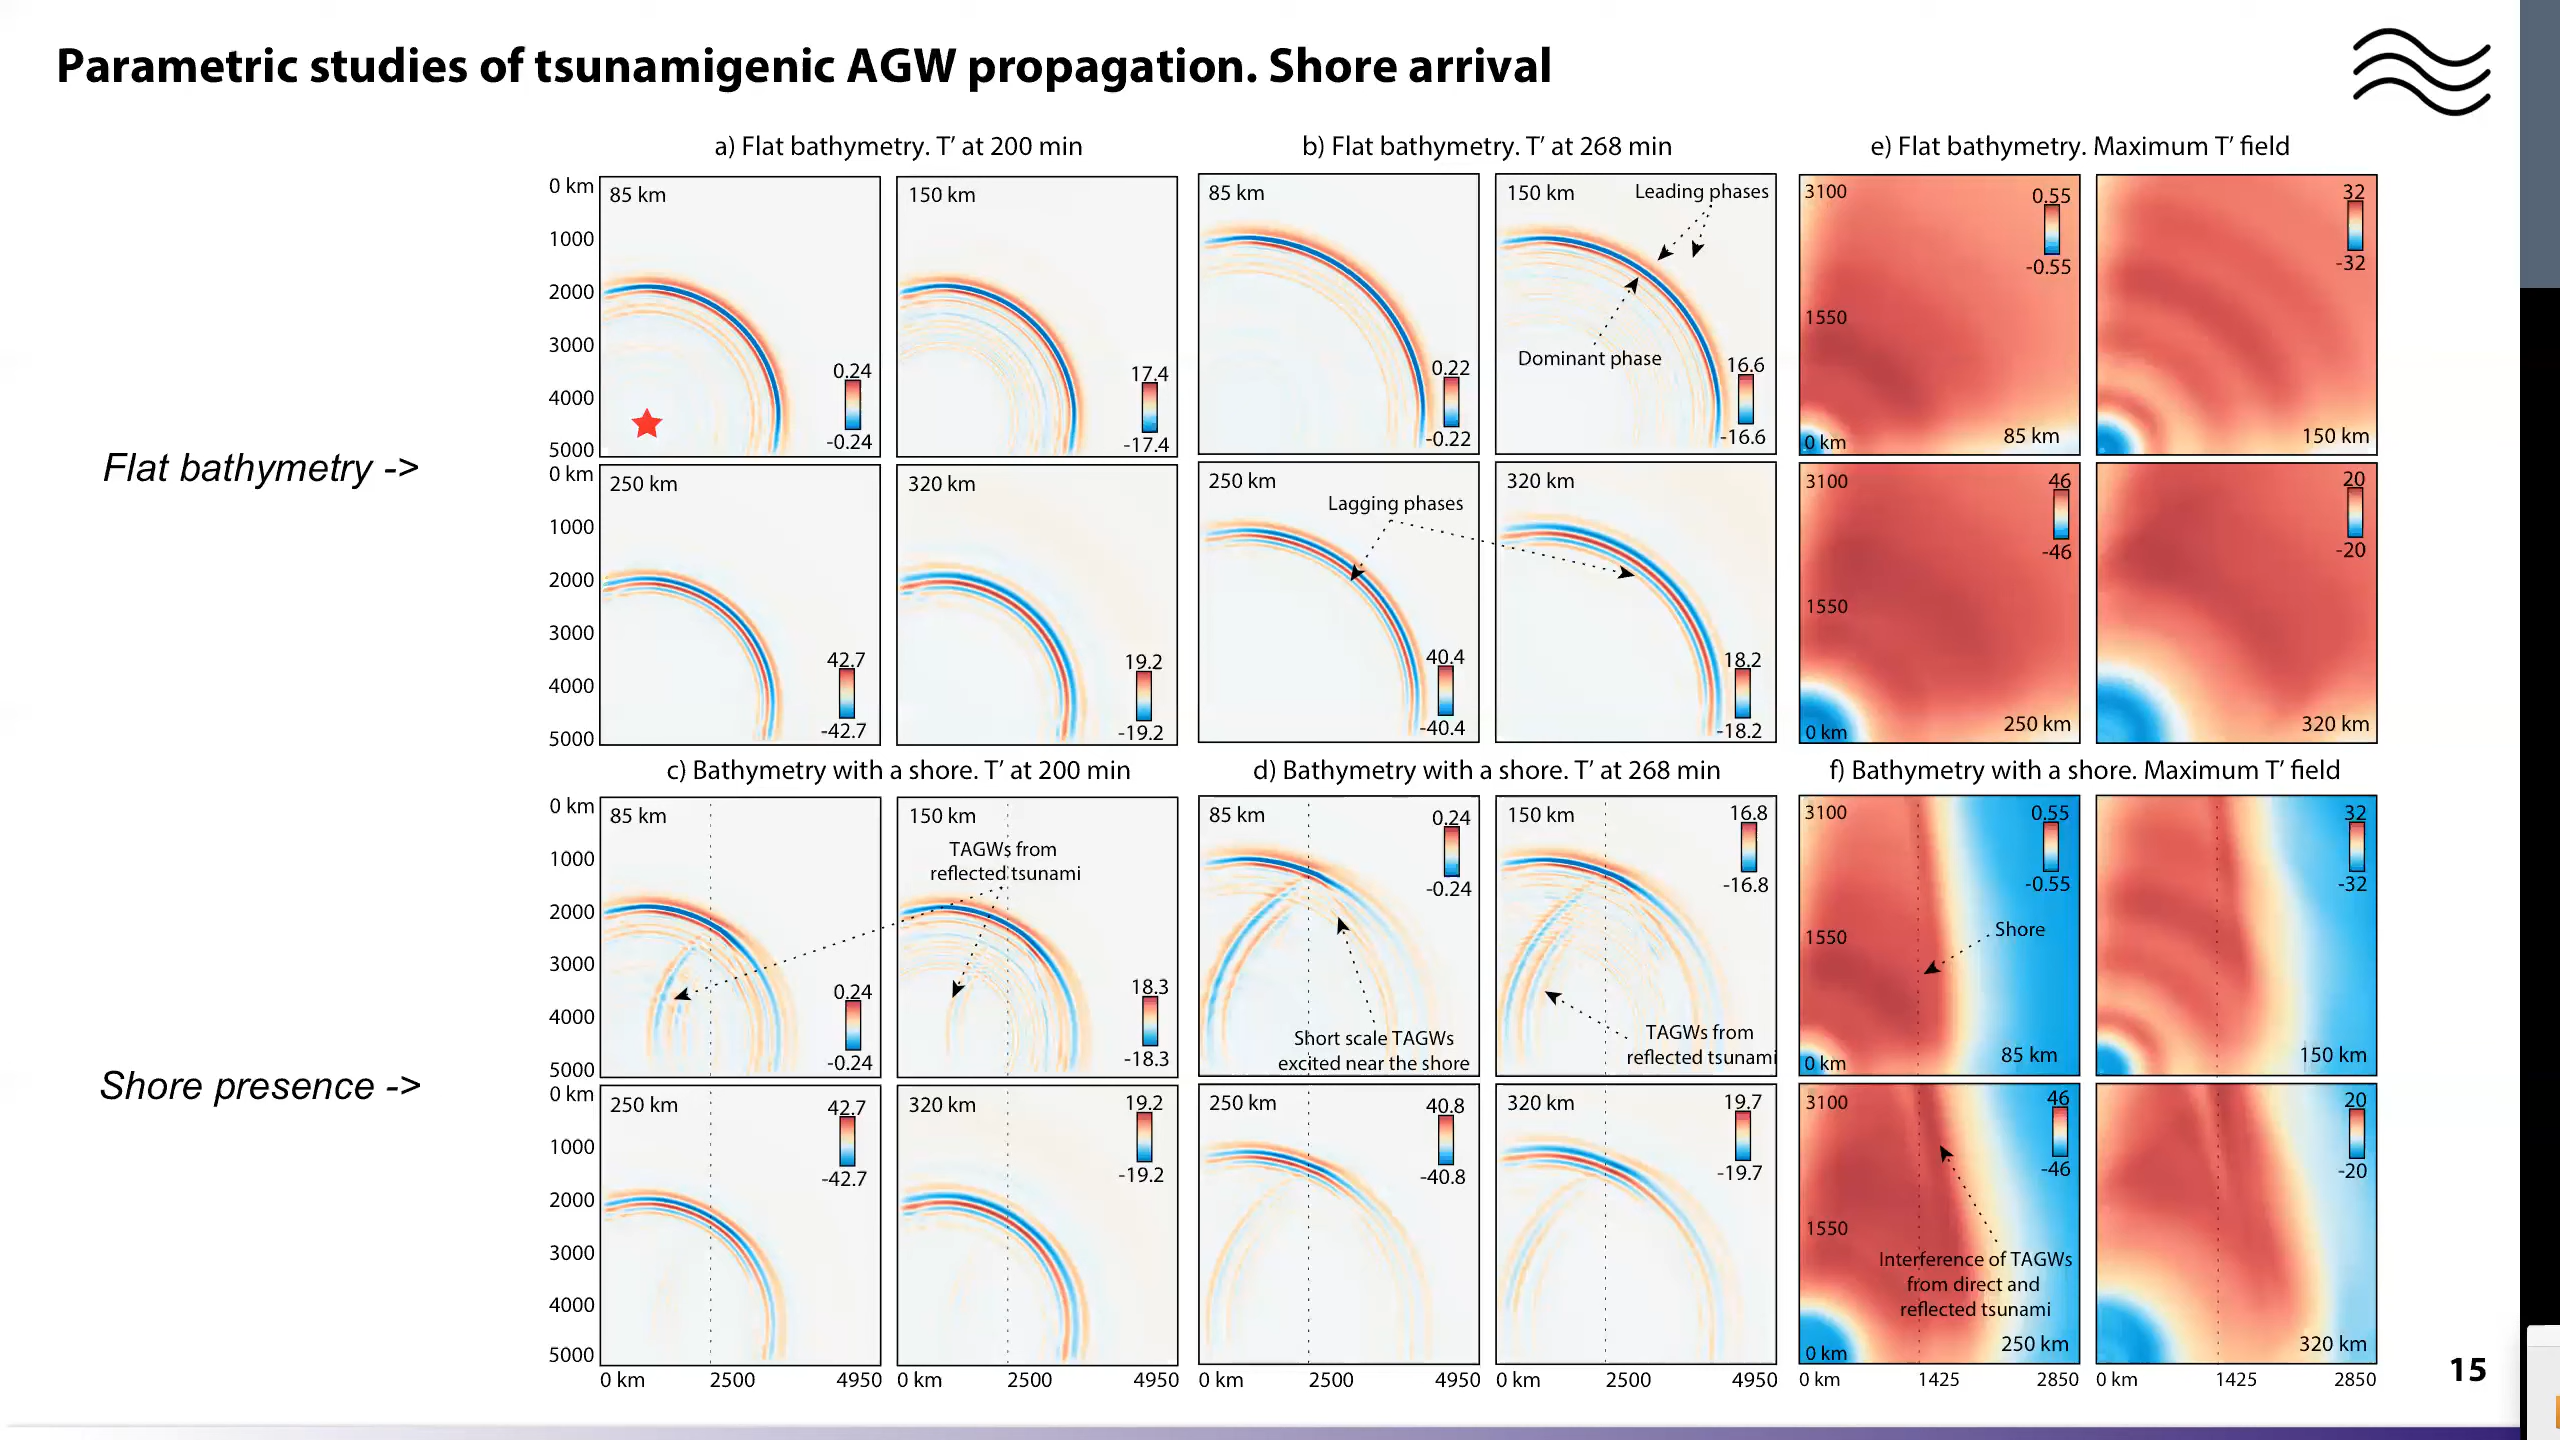 Parametric studies of tsunamigenic AGW propagation. Shore arrival
Flat bathymetry ->
Shore presence ->
a) Flat bathymetry. T’ at 200 min
0 km
1000
2000
3000
4000
5000
85 km
0.24
-0.24
150 km
17.4
-17.4
0 km
1000
2000
3000
4000
5000
250 km
42.7
-42.7
320 km
19.2
-19.2
b) Flat bathymetry. T’ at 268 min
85 km
0.22
-0.22
150 km
Leading phases
Dominant phase
16.6
-16.6
250 km
Lagging phases
40.4
-40.4
320 km
18.2
-18.2
e) Flat bathymetry. Maximum T’ field
3100
1550
0 km
0.55
-0.55
85 km
32
-32
150 km
3100
1550
0 km
46
-46
250 km
20
-20
320 km
c) Bathymetry with a shore. T’ at 200 min
0 km
1000
2000
3000
4000
5000
85 km
0.24
-0.24
150 km
TAGWs from
reflected tsunami
18.3
-18.3
0 km
1000
2000
3000
4000
5000
250 km
42.7
-42.7
320 km
19.2
-19.2
0 km
2500
4950
0 km
2500
4950
d) Bathymetry with a shore. T’ at 268 min
85 km
0.24
-0.24
Short scale TAGWs
excited near the shore
150 km
16.8
-16.8
TAGWs from
reflected tsunami
250 km
40.8
-40.8
320 km
19.7
-19.7
0 km
2500
4950
0 km
2500
4950
f) Bathymetry with a shore. Maximum T’ field
3100
1550
0 km
0.55
-0.55
Shore
85 km
32
-32
150 km
3100
1550
0 km
46
-46
Interference of TAGWs
from direct and
reflected tsunami
250 km
20
-20
320 km
0 km
1425
2850
0 km
1425
2850
15